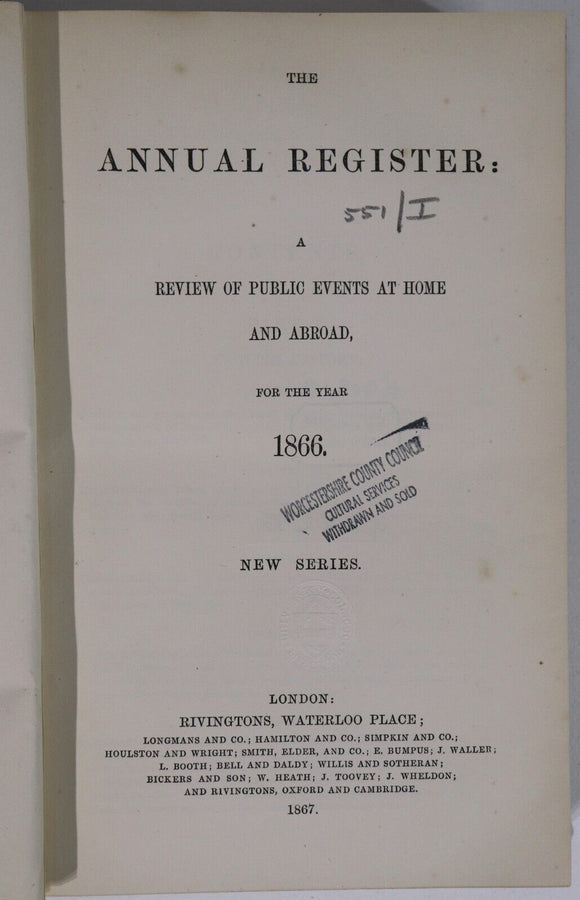 THE
ANNUAL REGISTER:
551/I
A
REVIEW OF PUBLIC EVENTS AT HOME
AND ABROAD,
FOR THE YEAR
1866.
WORCESTERSHIRE COUNTY COUNCIL
CULTURAL SERVICES
WITHDRAWN AND SOLD
NEW SERIES.
LONDON:
RIVINGTONS, WATERLOO PLACE;
LONGMANS AND CO.; HAMILTON AND CO.; SIMPKIN AND CO.;
HOULSTON AND WRIGHT; SMITH, ELDER, AND CO.; E. BUMPUS; J. WALLER;
L. BOOTH; BELL AND DALDY; WILLIS AND SOTHERAN;
BICKERS AND SON; W. HEATH; J. TOOVEY; J. WHELDON;
AND RIVINGTONS, OXFORD AND CAMBRIDGE.
1867.